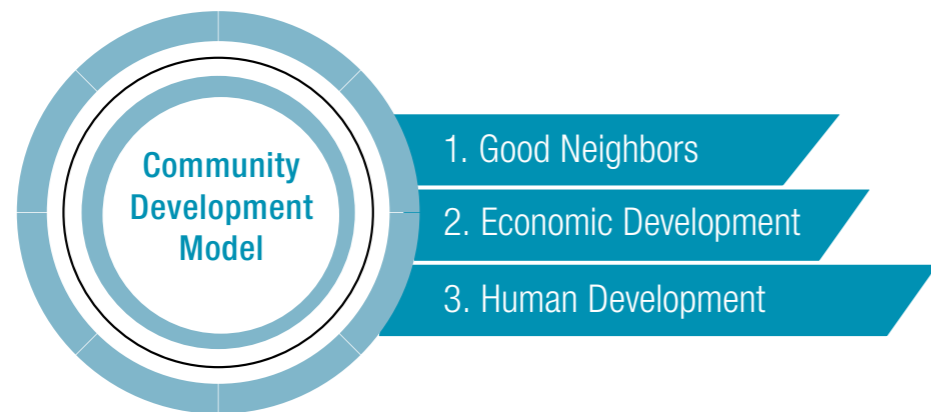 Community
Development
Model
1. Good Neighbors
2. Economic Development
3. Human Development